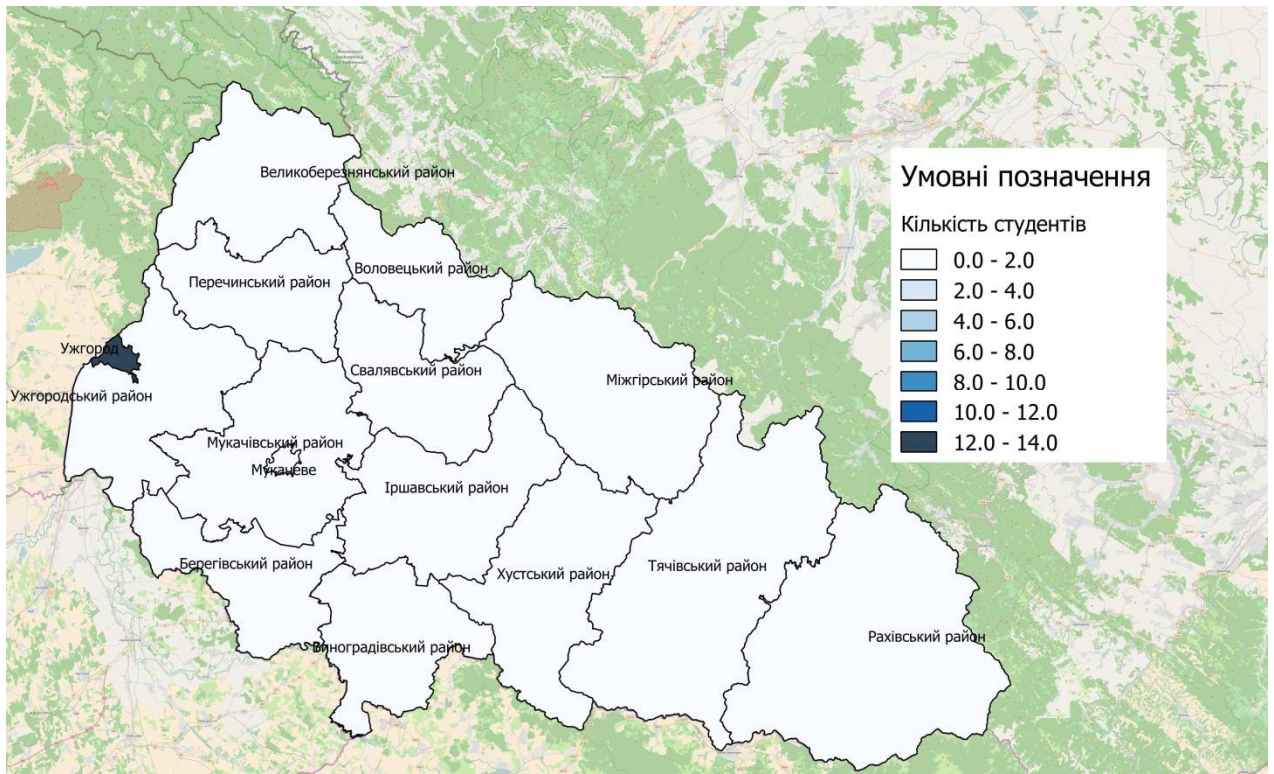 Великоберезнянський район
Воловецький район
Перечинський район
Ужгород
Свалявський район
Міжгірський район
Ужгородський район
Мукачівський район
Мукачеве
Іршавський район
Берегівський район
Хустський район
Тячівський район
Рахівський район
Виноградівський район
Умовні позначення
Кількість студентів
0.0 - 2.0
2.0 - 4.0
4.0 - 6.0
6.0 - 8.0
8.0 - 10.0
10.0 - 12.0
12.0 - 14.0